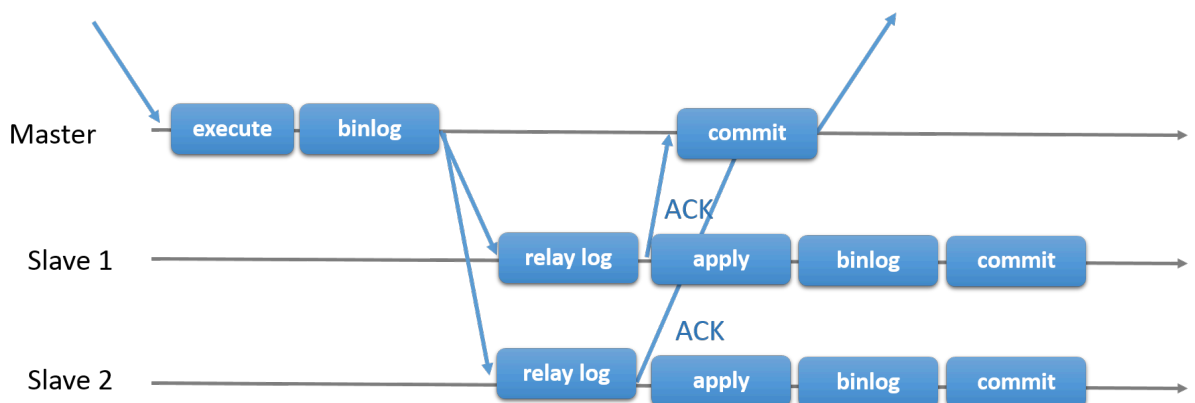 Master execute binlog commit
ACK
Slave 1 relay log apply binlog commit
ACK
Slave 2 relay log apply binlog commit